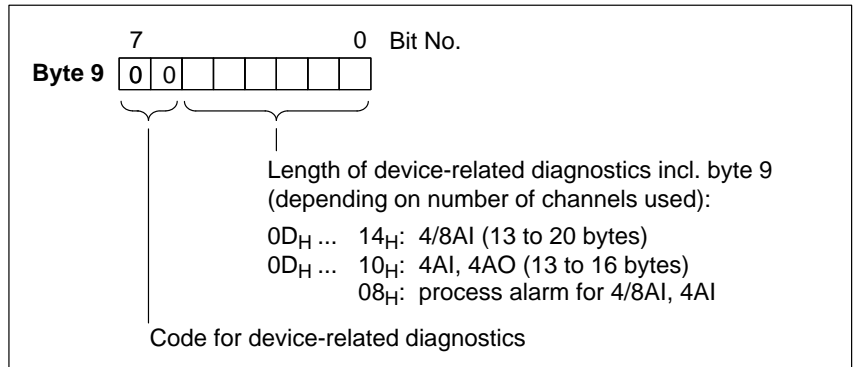 7 0 Bit No.
Byte 9 0 0
Length of device-related diagnostics incl. byte 9
(depending on number of channels used):
0DH ... 14H: 4/8AI (13 to 20 bytes)
0DH ... 10H: 4AI, 4AO (13 to 16 bytes)
08H: process alarm for 4/8AI, 4AI
Code for device-related diagnostics